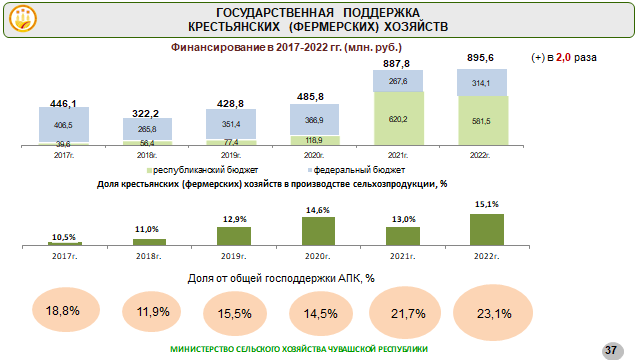 ГОСУДАРСТВЕННАЯ ПОДДЕРЖКА
КРЕСТЬЯНСКИХ (ФЕРМЕРСКИХ) ХОЗЯЙСТВ
Финансирование в 2017-2022 гг. (млн. руб.)
(+) в 2,0 раза
446,1 322,2 428,8 485,8 887,8 895,6
406,5 265,8 351,4 366,9 267,6 314,1
39,6 56,4 77,4 118,9 620,2 581,5
2017г. 2018г. 2019г. 2020г. 2021г. 2022г.
республиканский бюджет федеральный бюджет
Доля крестьянских (фермерских) хозяйств в производстве сельхозпродукции, %
10,5% 11,0% 12,9% 14,6% 13,0% 15,1%
2017г. 2018г. 2019г. 2020г. 2021г. 2022г.
Доля от общей господдержки АПК, %
18,8% 11,9% 15,5% 14,5% 21,7% 23,1%
МИНИСТЕРСТВО СЕЛЬСКОГО ХОЗЯЙСТВА ЧУВАШСКОЙ РЕСПУБЛИКИ
37